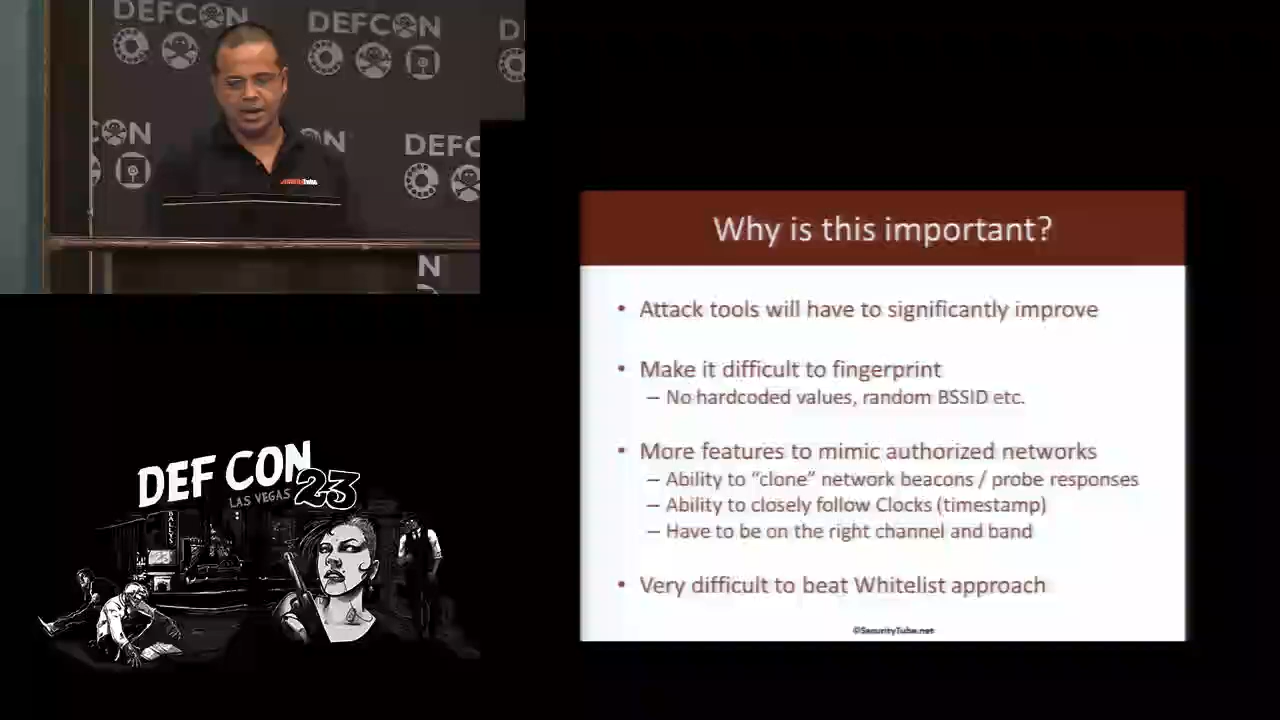 DEFCON
DEFCON
D
CON
N
DEFC
N
Why is this important?
• Attack tools will have to significantly improve
• Make it difficult to fingerprint
– No hardcoded values, random BSSID etc.
• More features to mimic authorized networks
– Ability to “clone” network beacons / probe responses
– Ability to closely follow Clocks (timestamp)
– Have to be on the right channel and band
• Very difficult to beat Whitelist approach
©SecurityTube.net
DEF CON
LAS VEGAS 23
BALLYS